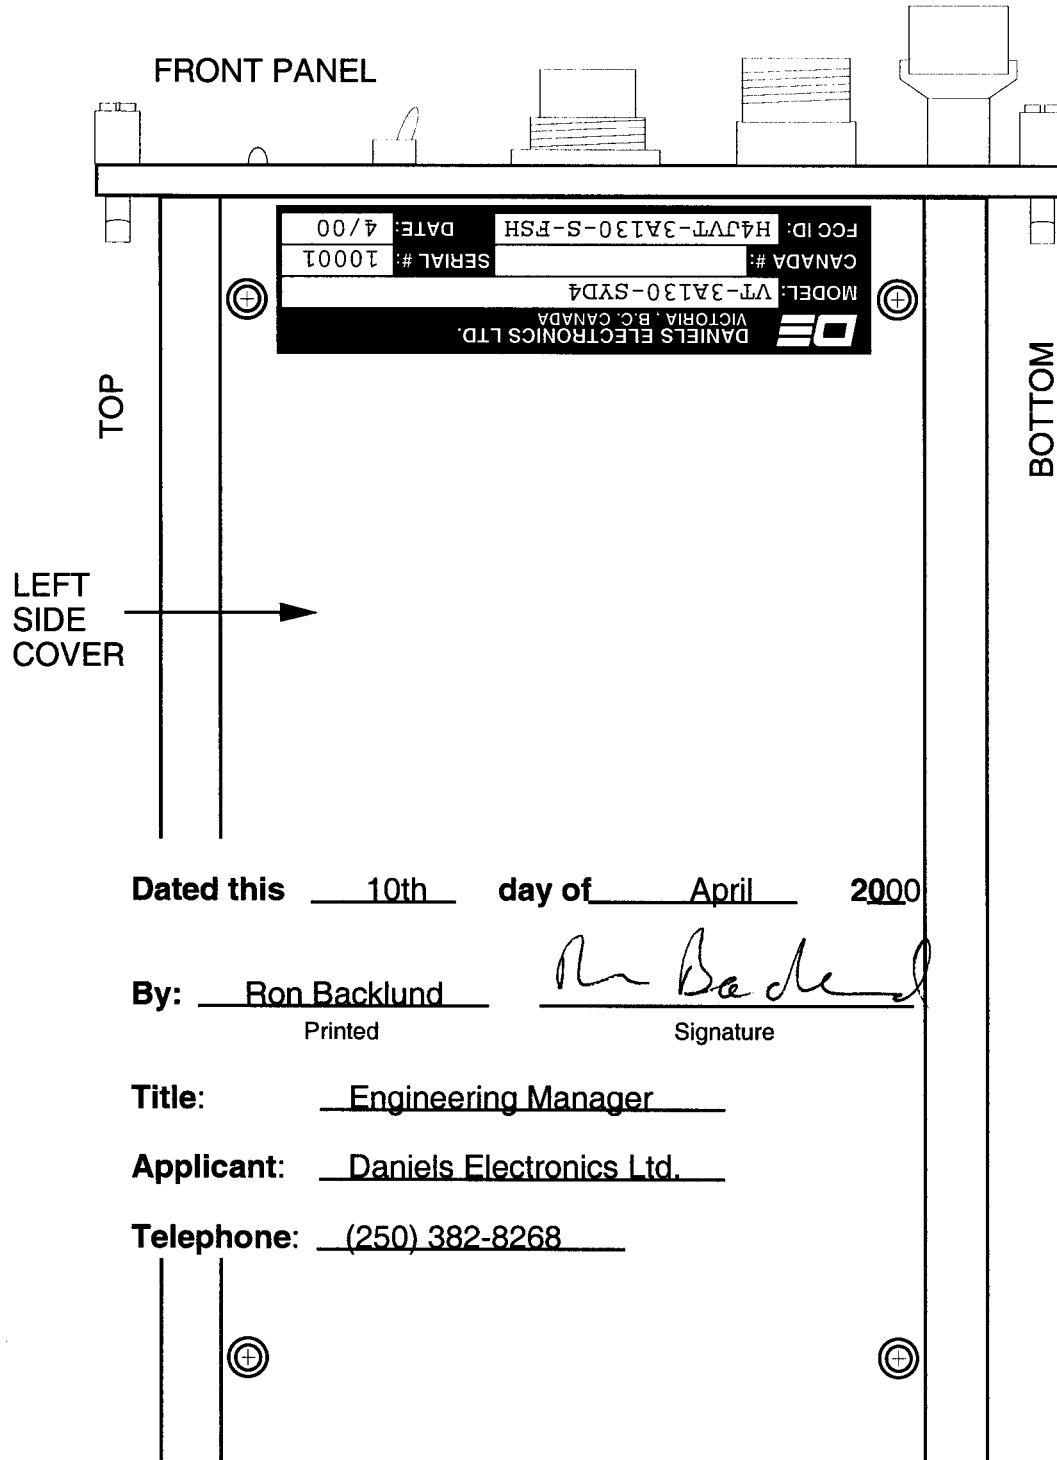 FRONT PANEL
DANIELS ELECTRONICS LTD.
VICTORIA , B.C. CANADA
MODEL: VT-3A130-SYD4
CANADA #: SERIAL #: 10001
FCC ID: H4JVT-3A130-S-FSH DATE: 4/00
TOP
BOTTOM
LEFT
SIDE
COVER
Dated this 10th day of April 2000
By: Ron Backlund Ron Backlund
Printed Signature
Title: Engineering Manager
Applicant: Daniels Electronics Ltd.
Telephone: (250) 382-8268